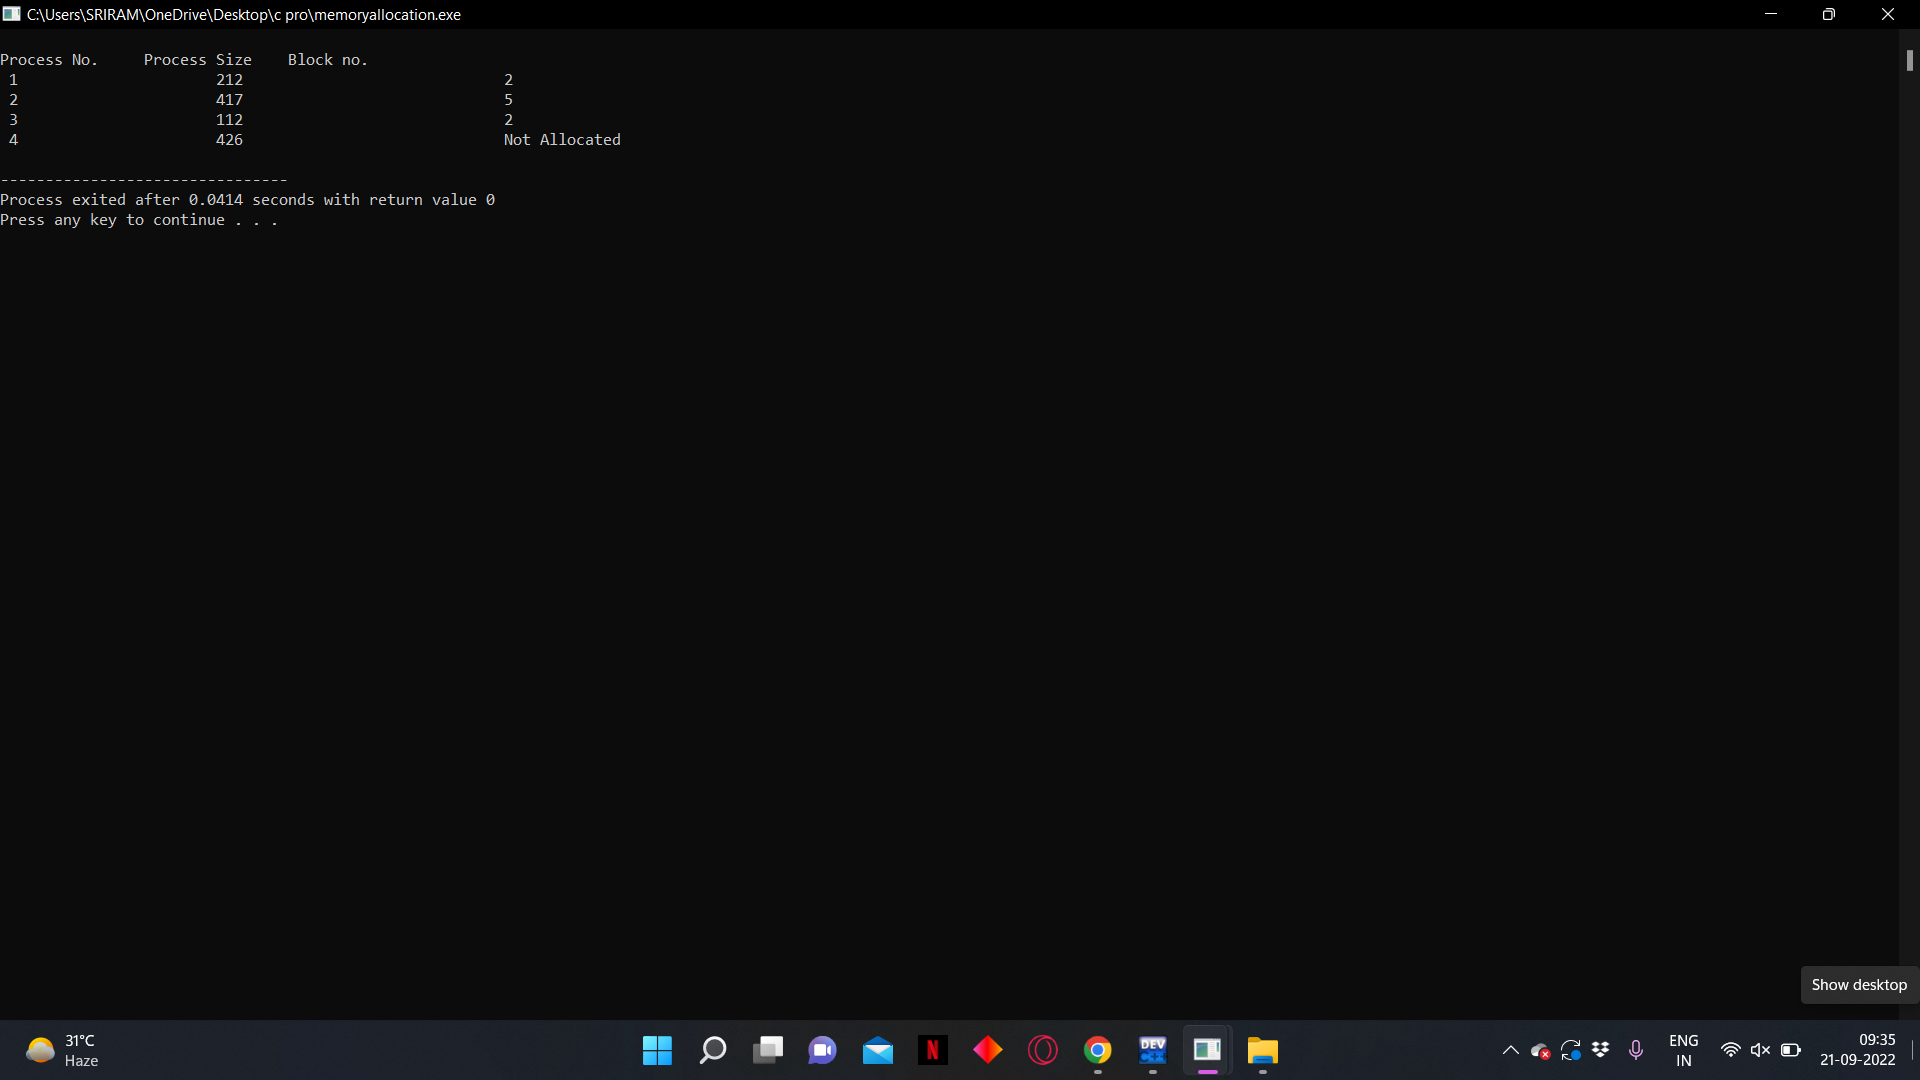 C:\Users\SRIRAM\OneDrive\Desktop\c pro\memoryallocation.exe
Process No.     Process Size    Block no.
1                      212                             2
2                      417                             5
3                      112                             2
4                      426                             Not Allocated
--------------------------------
Process exited after 0.0414 seconds with return value 0
Press any key to continue . . .
Show desktop
31°C
Haze
N
DEV
C++
ENG
IN
09:35
21-09-2022